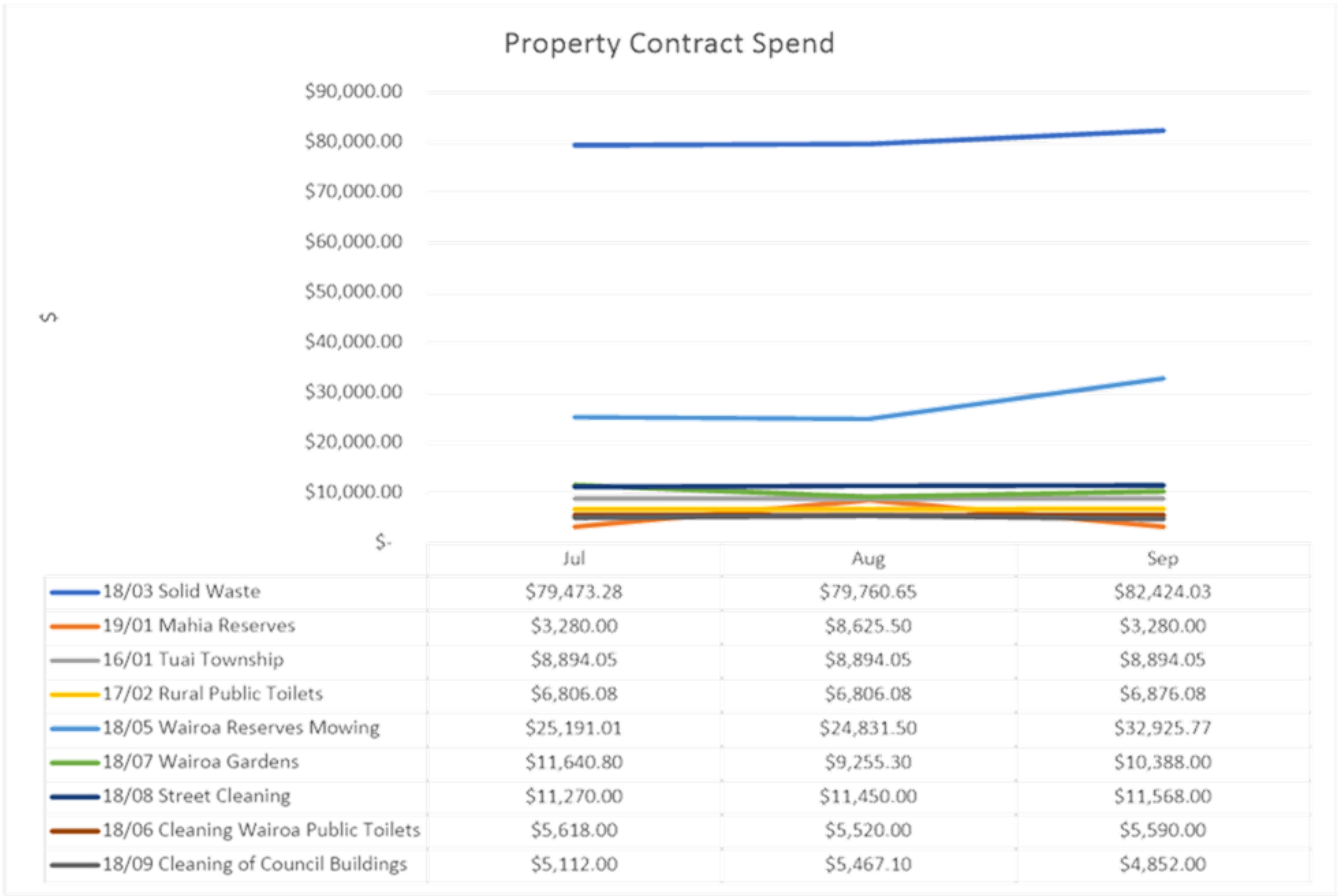 Property Contract Spend
$90,000.00
$80,000.00
$70,000.00
$60,000.00
$50,000.00
$
$40,000.00
$30,000.00
$20,000.00
$10,000.00
$-
Jul Aug Sep
18/03 Solid Waste $79,473.28 $79,760.65 $82,424.03
19/01 Mahia Reserves $3,280.00 $8,625.50 $3,280.00
16/01 Tuai Township $8,894.05 $8,894.05 $8,894.05
17/02 Rural Public Toilets $6,806.08 $6,806.08 $6,876.08
18/05 Wairoa Reserves Mowing $25,191.01 $24,831.50 $32,925.77
18/07 Wairoa Gardens $11,640.80 $9,255.30 $10,388.00
18/08 Street Cleaning $11,270.00 $11,450.00 $11,568.00
18/06 Cleaning Wairoa Public Toilets $5,618.00 $5,520.00 $5,590.00
18/09 Cleaning of Council Buildings $5,112.00 $5,467.10 $4,852.00